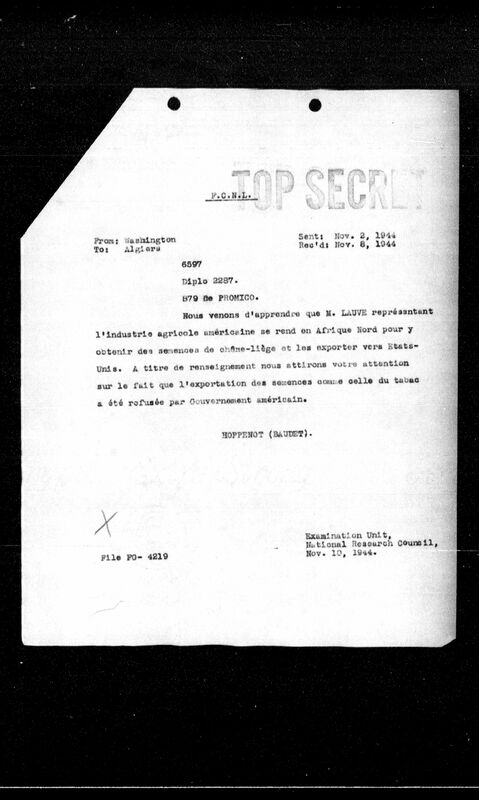 TOP SECRET
F.C.N.L.
From: Washington
To: Algiers
Sent: Nov. 2, 1944
Rec'd: Nov. 8, 1944
6597
Diplo 2287.
879 de PROMICO.
Nous venons d'apprendre que M. LAUVE représntant
l'industrie agricole américaine se rend en Afrique Nord pour y
obtenir des semences de chêne-liège et les exporter vers Etats-
Unis. A titre de renseignement nous attirons votre attention
sur le fait que l'exportation des semences comme celle du tabac
a été refusée par Gouvernement américain.
HOPPENOT (BAUDET).
X
File FO- 4219
Examination Unit,
National Research Council,
Nov. 10, 1944.